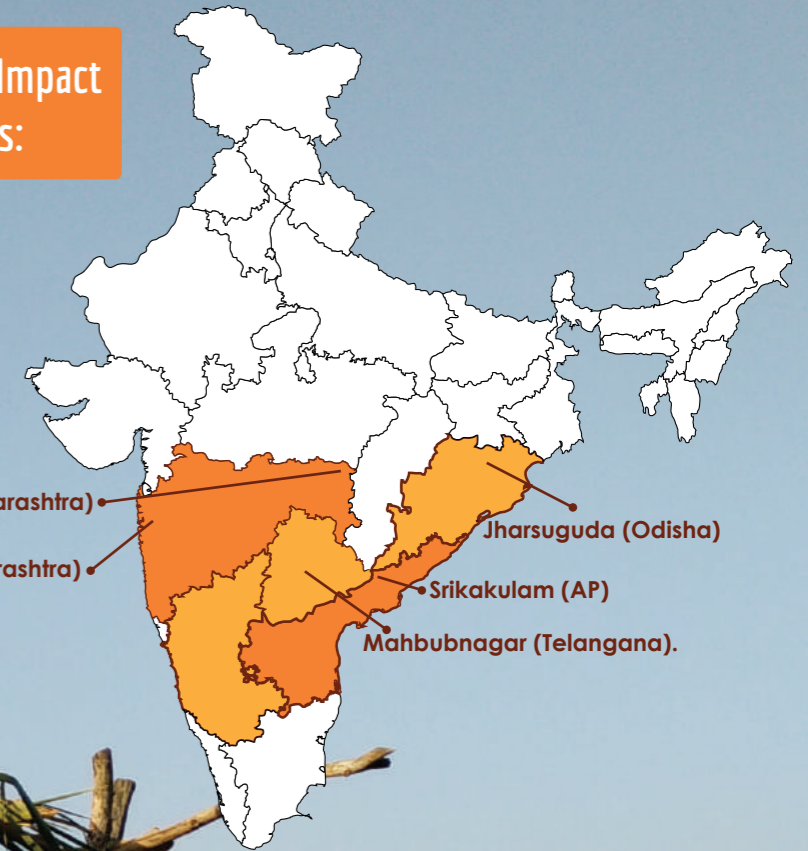 Impact
s:
arashtra)
rashtra)
Jharsuguda (Odisha)
Srikakulam (AP)
Mahbubnagar (Telangana).